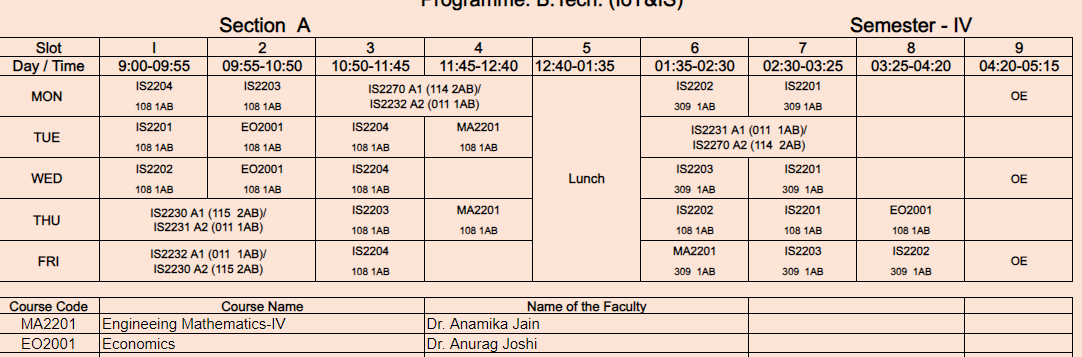 Programme: B.Tech. (IoT&IS)
Section A Semester - IV
Slot I 2 3 4 5 6 7 8 9
Day / Time 9:00-09:55 09:55-10:50 10:50-11:45 11:45-12:40 12:40-01:35 01:35-02:30 02:30-03:25 03:25-04:20 04:20-05:15
MON IS2204 108 1AB IS2203 108 1AB IS2270 A1 (114 2AB)/ IS2232 A2 (011 1AB) IS2202 309 1AB IS2201 309 1AB OE
TUE IS2201 108 1AB EO2001 108 1AB IS2204 108 1AB MA2201 108 1AB IS2231 A1 (011 1AB)/ IS2270 A2 (114 2AB)
WED IS2202 108 1AB EO2001 108 1AB IS2204 108 1AB Lunch IS2203 309 1AB IS2201 309 1AB OE
THU IS2230 A1 (115 2AB)/ IS2231 A2 (011 1AB) IS2203 108 1AB MA2201 108 1AB IS2202 108 1AB IS2201 108 1AB EO2001 108 1AB
FRI IS2232 A1 (011 1AB)/ IS2230 A2 (115 2AB) IS2204 108 1AB MA2201 309 1AB IS2203 309 1AB IS2202 309 1AB OE
Course Code Course Name Name of the Faculty
MA2201 Engineeing Mathematics-IV Dr. Anamika Jain
EO2001 Economics Dr. Anurag Joshi